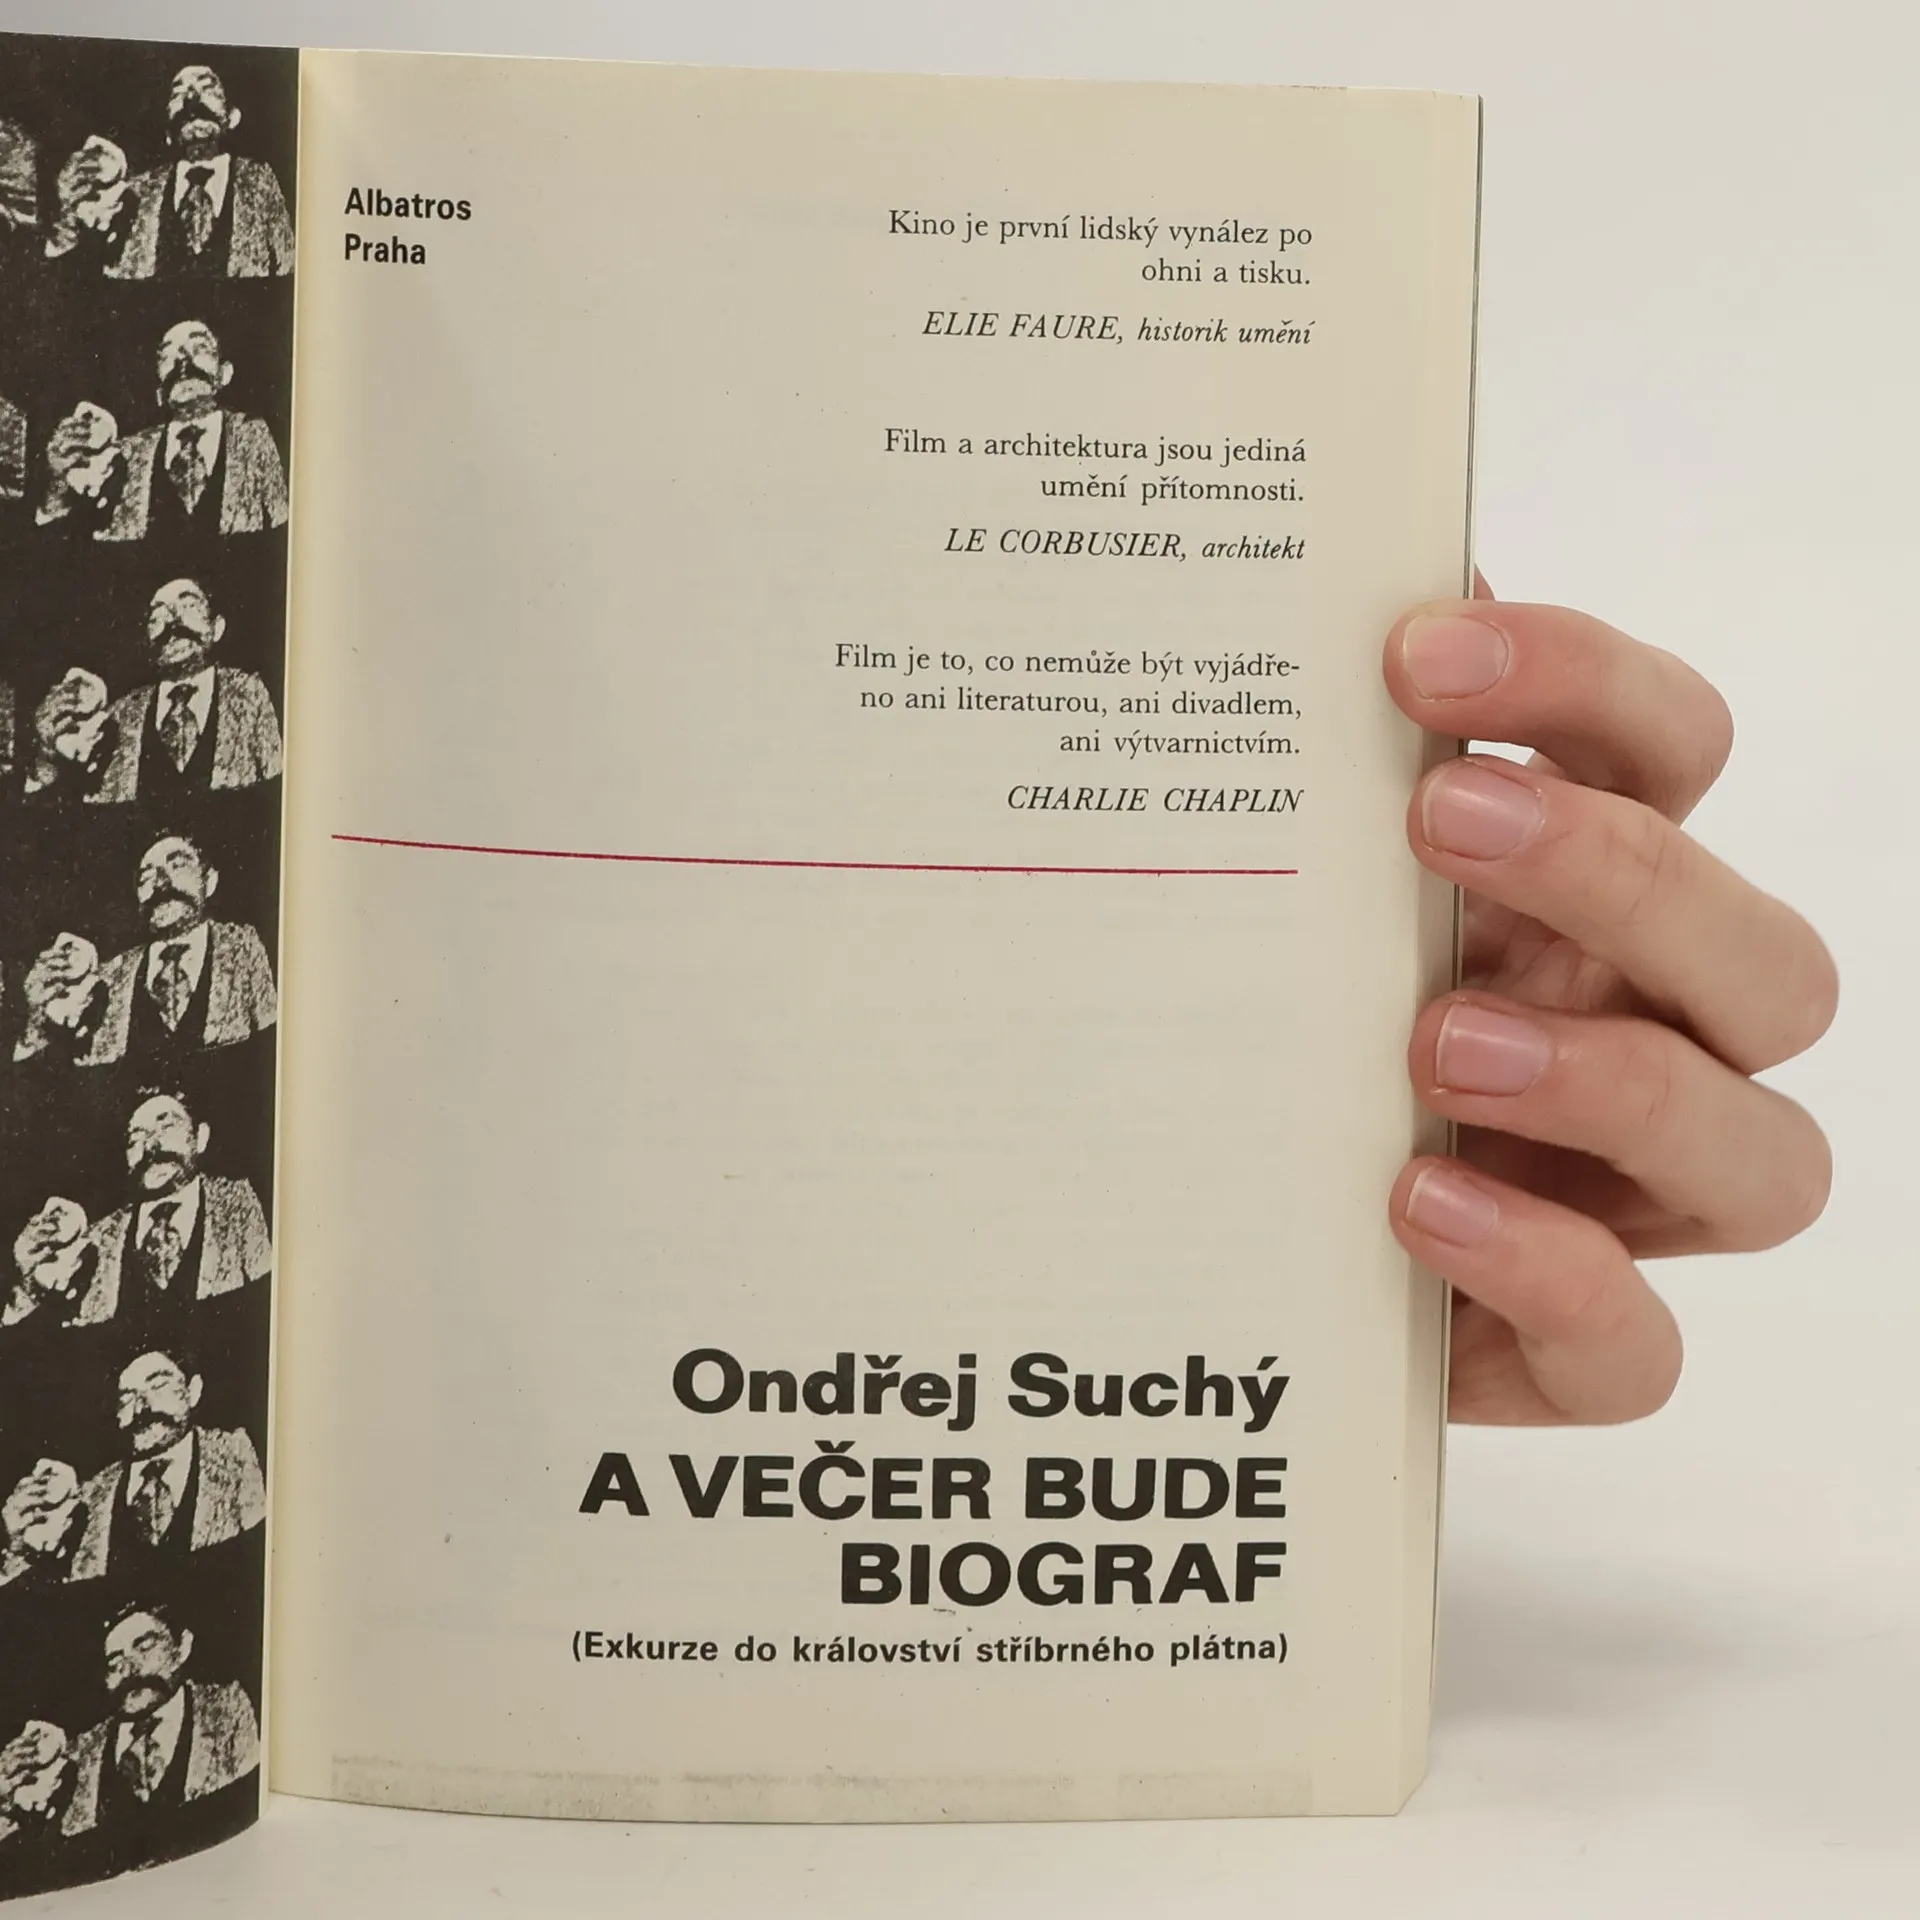 Albatros
Praha
Kino je první lidský vynález po
ohni a tisku.
ELIE FAURE, historik umění
Film a architektura jsou jediná
umění přítomnosti.
LE CORBUSIER, architekt
Film je to, co nemůže být vyjádře-
no ani literaturou, ani divadlem,
ani výtvarnictvím.
CHARLIE CHAPLIN
Ondřej Suchý
A VEČER BUDE
BIOGRAF
(Exkurze do království stříbrného plátna)